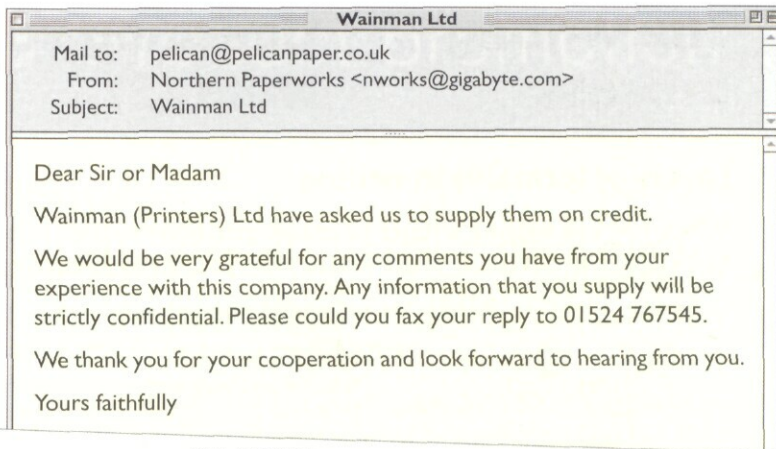 Wainman Ltd
Mail to: pelican@pelicanpaper.co.uk
From: Northern Paperworks <nworks@gigabyte.com>
Subject: Wainman Ltd
Dear Sir or Madam
Wainman (Printers) Ltd have asked us to supply them on credit.
We would be very grateful for any comments you have from your
experience with this company. Any information that you supply will be
strictly confidential. Please could you fax your reply to 01524 767545.
We thank you for your cooperation and look forward to hearing from you.
Yours faithfully